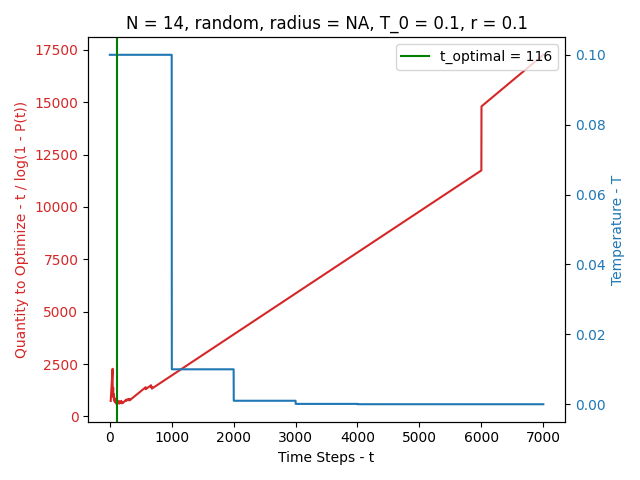 N = 14, random, radius = NA, T_0 = 0.1, r = 0.1
t_optimal = 116
17500
15000
12500
10000
7500
5000
2500
0
Quantity to Optimize - t / log(1 - P(t))
0.10
0.08
0.06
0.04
0.02
0.00
Temperature - T
0 1000 2000 3000 4000 5000 6000 7000
Time Steps - t